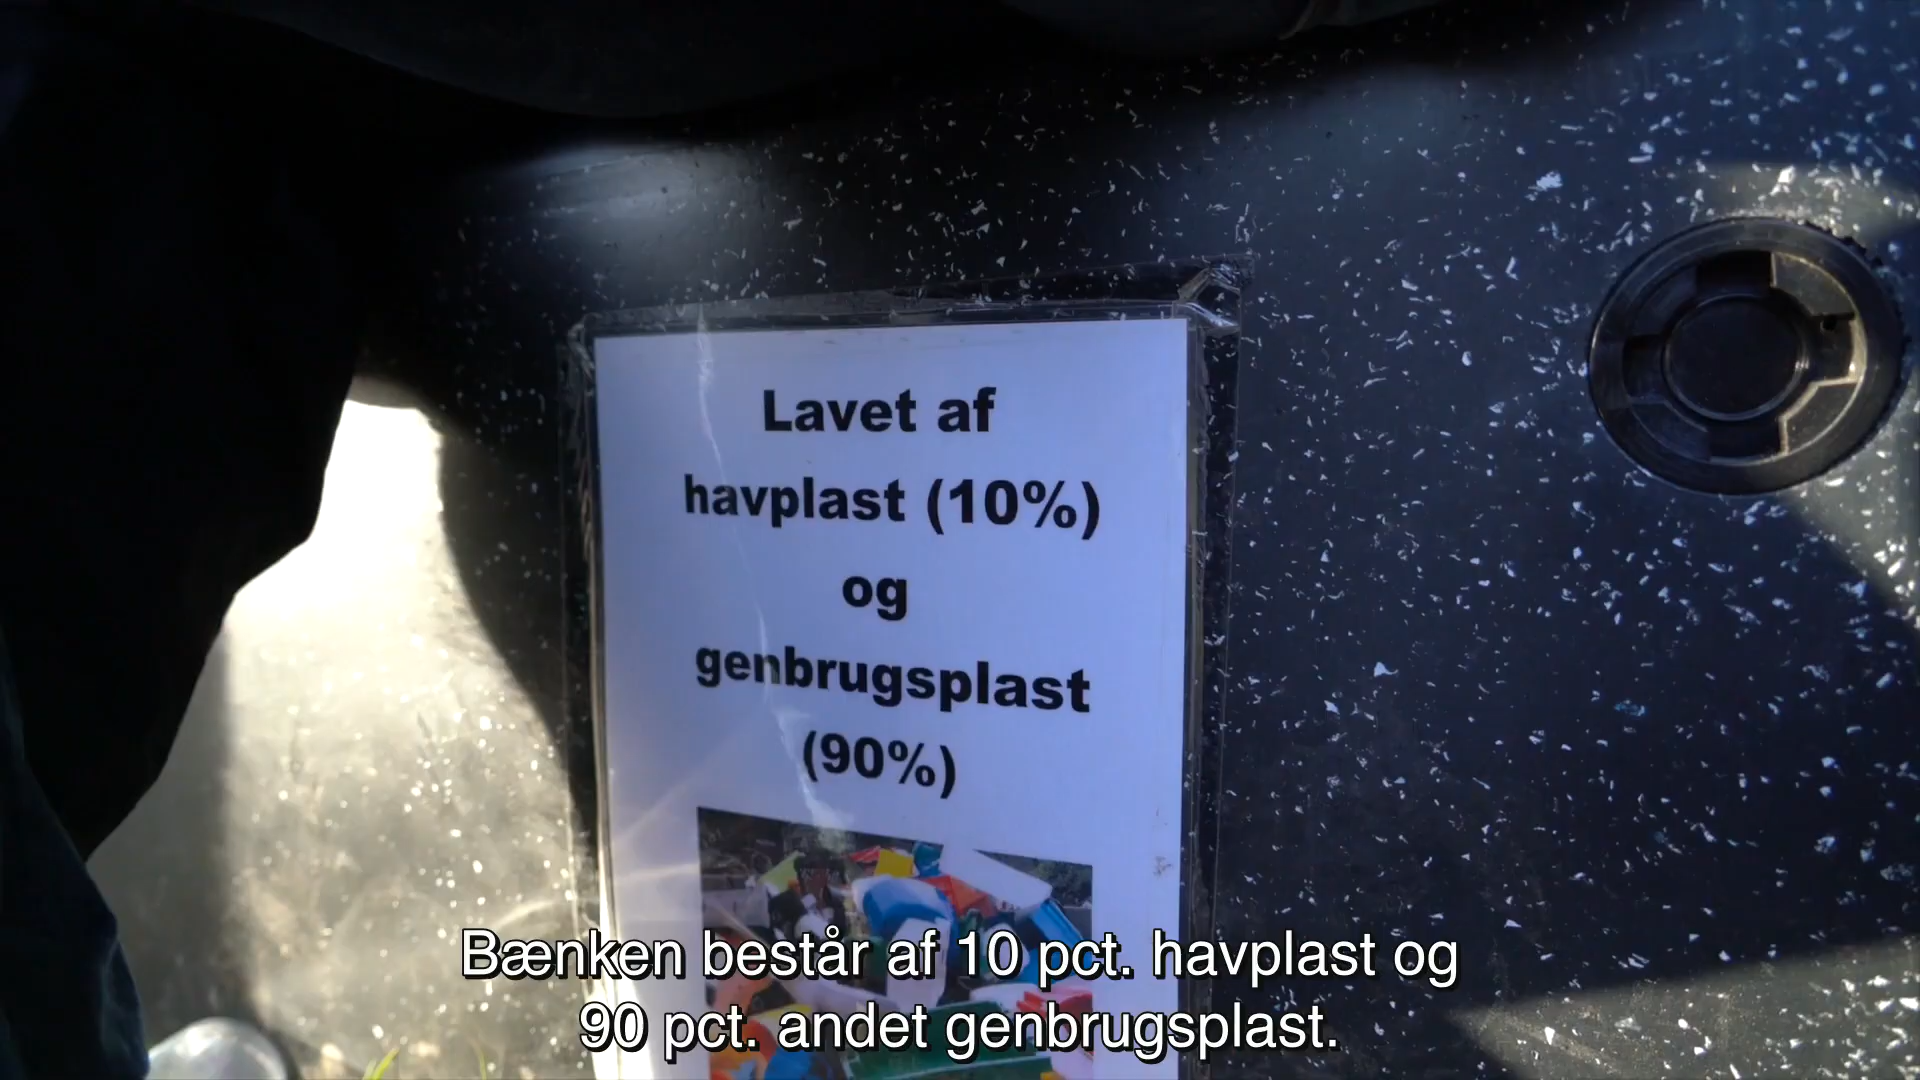 Lavet af
havplast (10%)
og
genbrugsplast
(90%)
Bænken består af 10 pct. havplast og
90 pct. andet genbrugsplast.